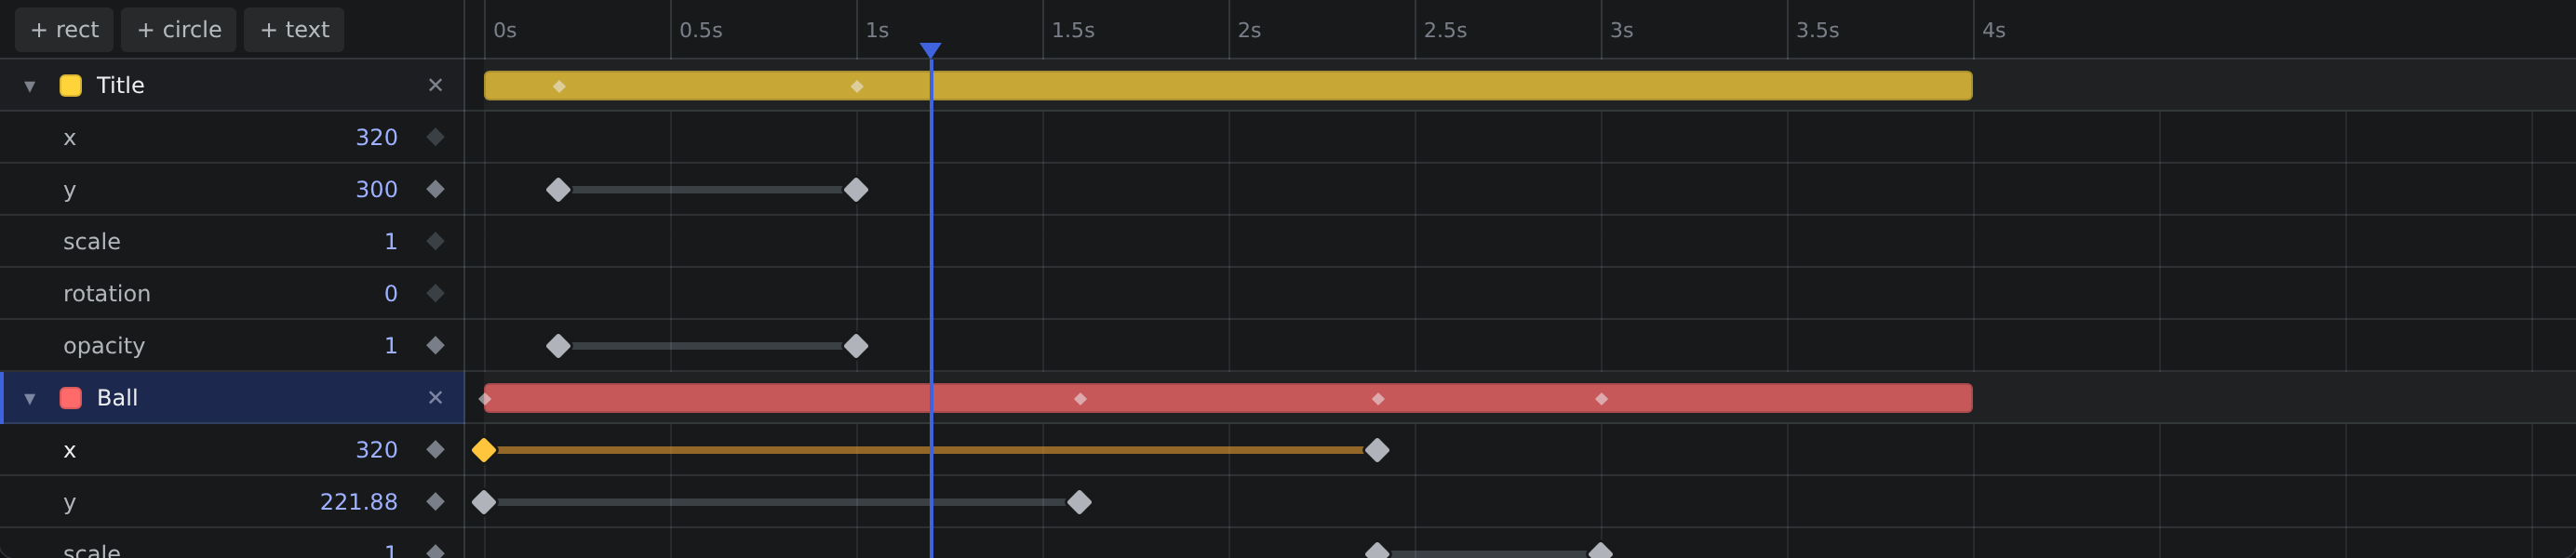 + rect + circle + text 0s 0.5s 1s 1.5s 2s 2.5s 3s 3.5s 4s
▼ Title ✕
x 320
y 300
scale 1
rotation 0
opacity 1
▼ Ball ✕
x 320
y 221.88
scale 1